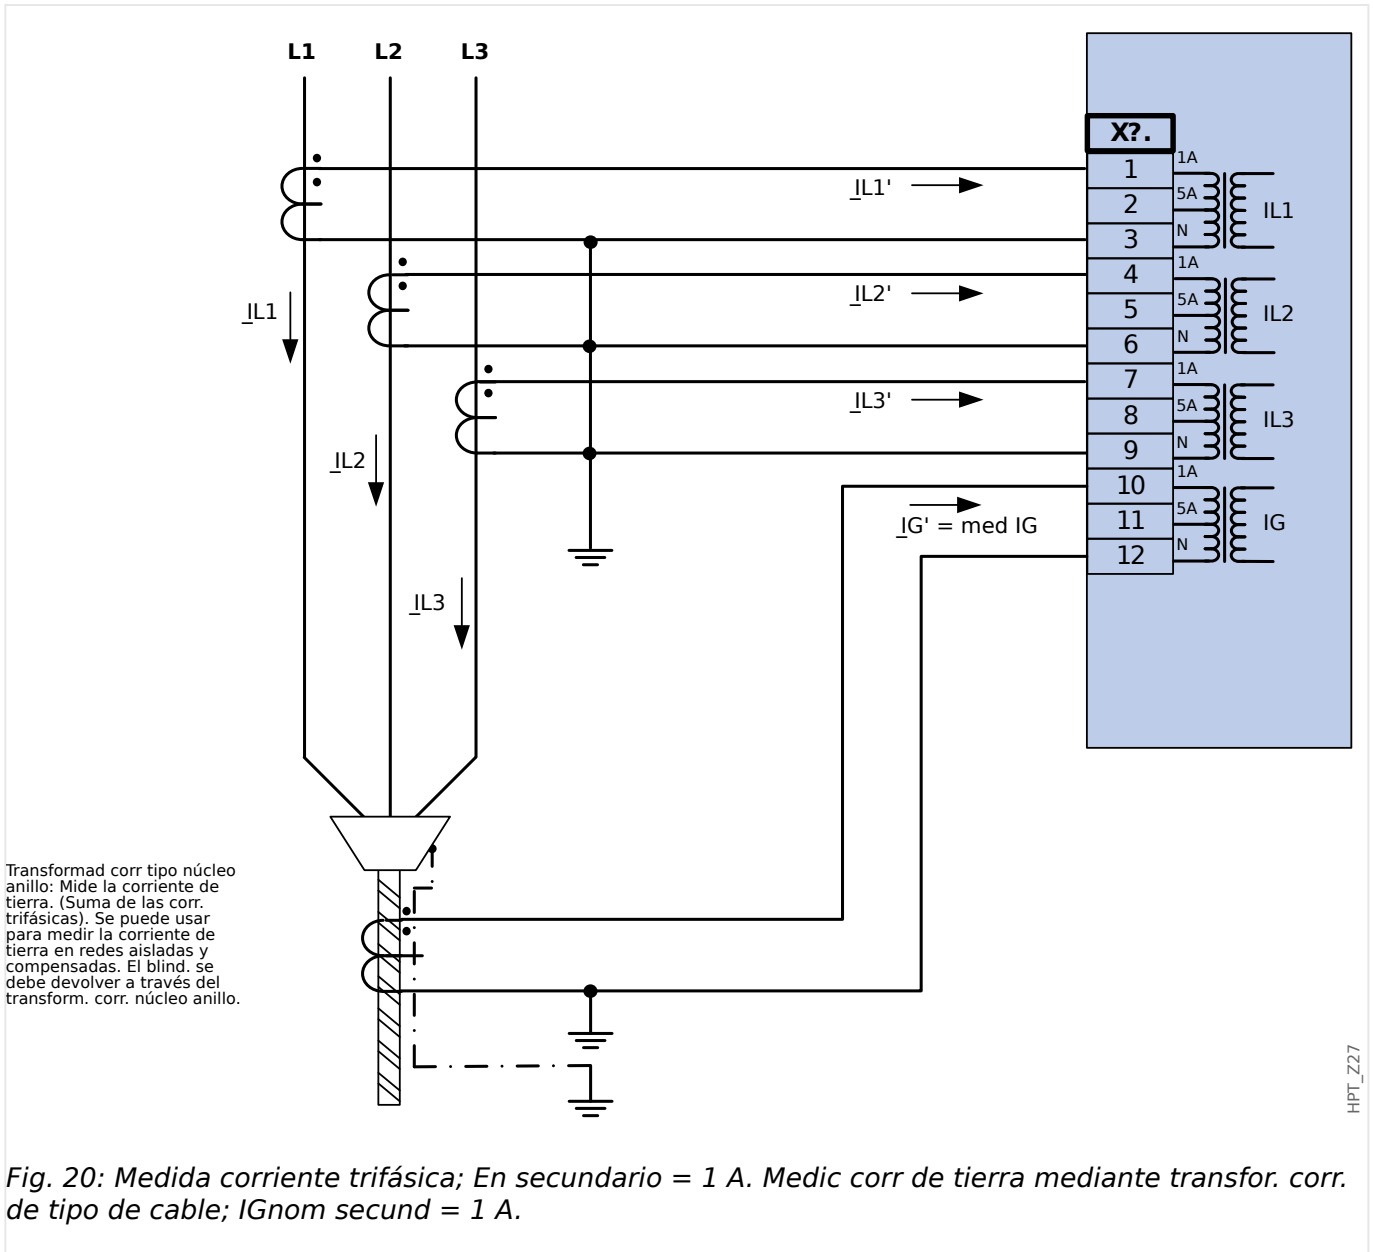 L1 L2 L3
X?.
1 1A
2 5A IL1
3 N
_IL1'
4 1A
5 5A IL2
6 N
_IL2'
_IL1
7 1A
8 5A IL3
9 N
_IL3'
_IL2
10 1A
11 5A IG
12 N
_IG' = med IG
_IL3
Transformad corr tipo núcleo
anillo: Mide la corriente de
tierra. (Suma de las corr.
trifásicas). Se puede usar
para medir la corriente de
tierra en redes aisladas y
compensadas. El blind. se
debe devolver a través del
transform. corr. núcleo anillo.
HPT_Z27
Fig. 20: Medida corriente trifásica; En secundario = 1 A. Medic corr de tierra mediante transfor. corr.
de tipo de cable; IGnom secund = 1 A.